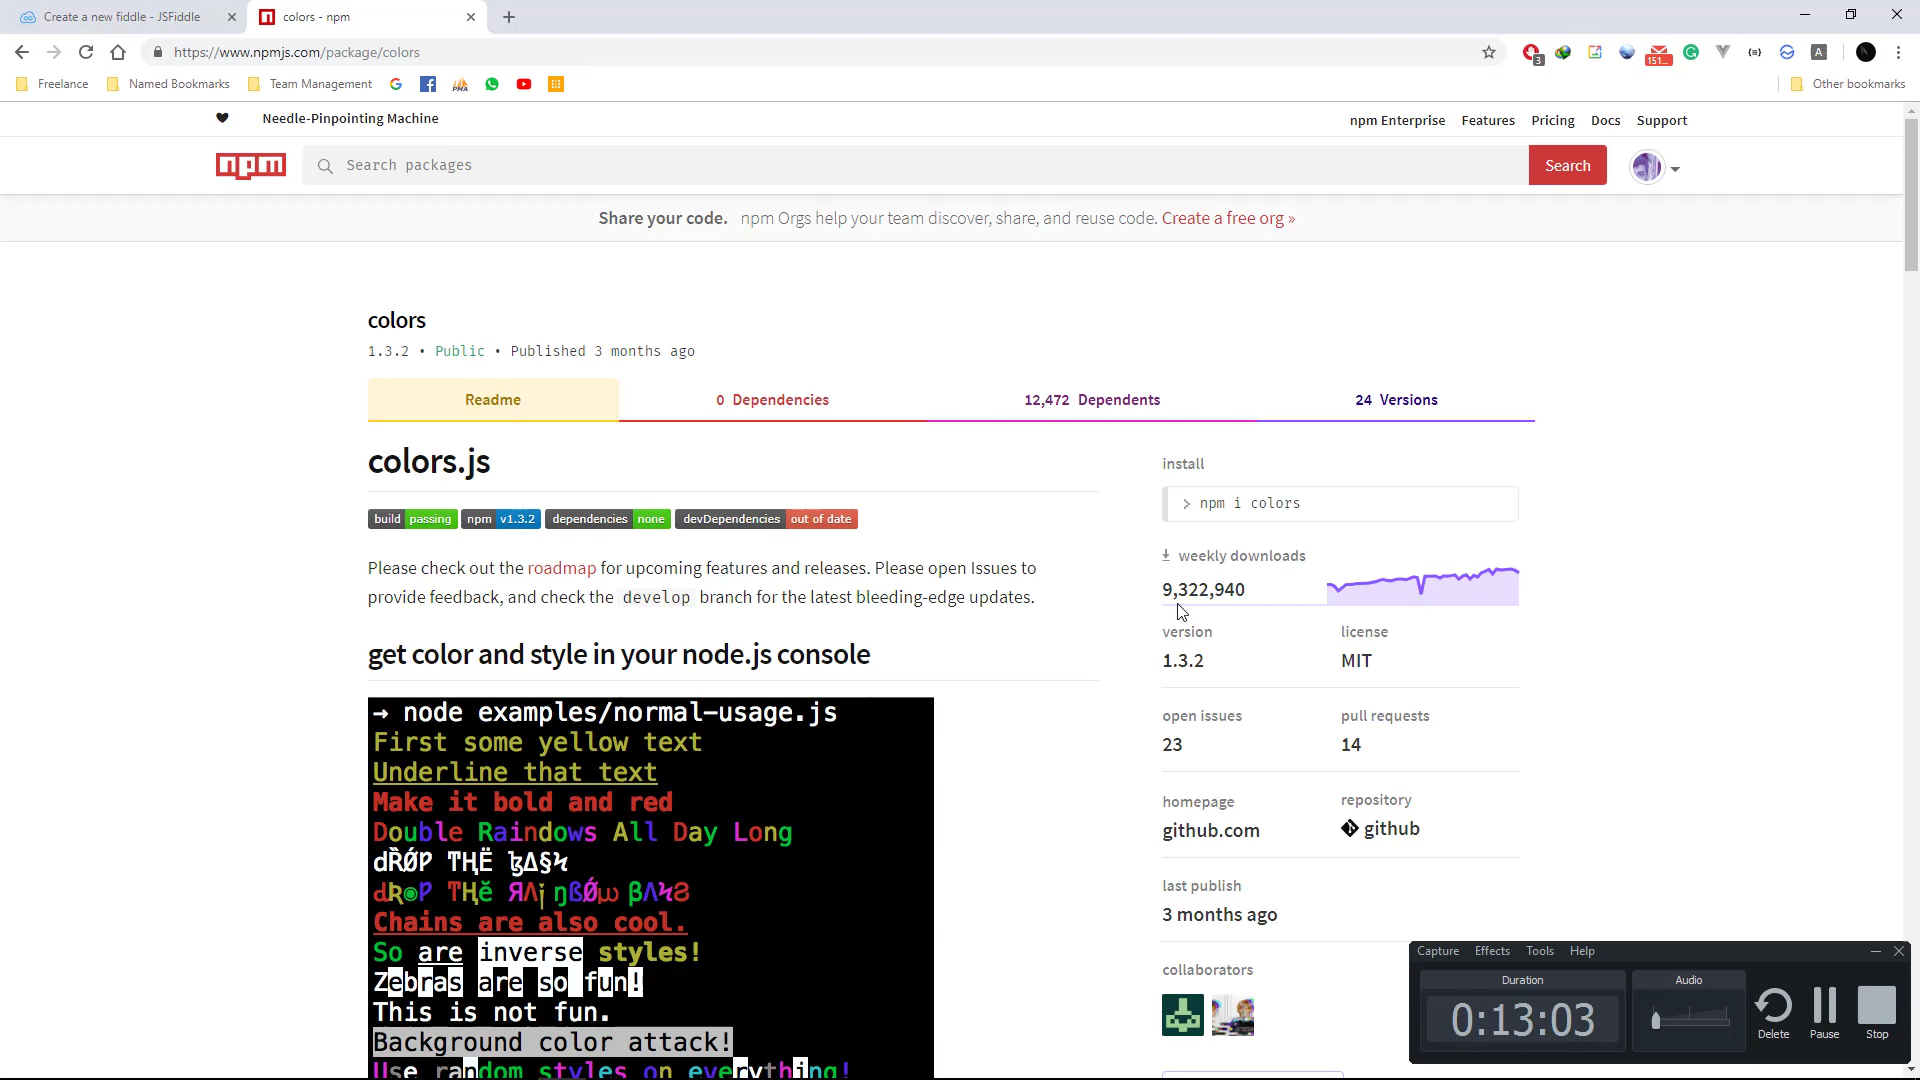 Create a new fiddle - JSFiddle
colors - npm
https://www.npmjs.com/package/colors
3
151...
A
Freelance
Named Bookmarks
Team Management
PMA
Other bookmarks
Needle-Pinpointing Machine
npm Enterprise
Features
Pricing
Docs
Support
npm
Search packages
Search
Share your code. npm Orgs help your team discover, share, and reuse code. Create a free org »
colors
1.3.2 • Public • Published 3 months ago
Readme
0 Dependencies
12,472 Dependents
24 Versions
colors.js
build passing
npm v1.3.2
dependencies none
devDependencies out of date
Please check out the roadmap for upcoming features and releases. Please open Issues to
provide feedback, and check the develop branch for the latest bleeding-edge updates.
get color and style in your node.js console
→ node examples/normal-usage.js
First some yellow text
Underline that text
Make it bold and red
Double Raindows All Day Long
Chains are also cool.
So are inverse styles!
Zebras are so fun!
This is not fun.
Background color attack!
Use random styles on everything!
install
> npm i colors
weekly downloads
9,322,940
version
1.3.2
license
MIT
open issues
23
pull requests
14
homepage
github.com
repository
github
last publish
3 months ago
collaborators
Capture Effects Tools Help
Duration
0:13:03
Audio
Delete
Pause
Stop